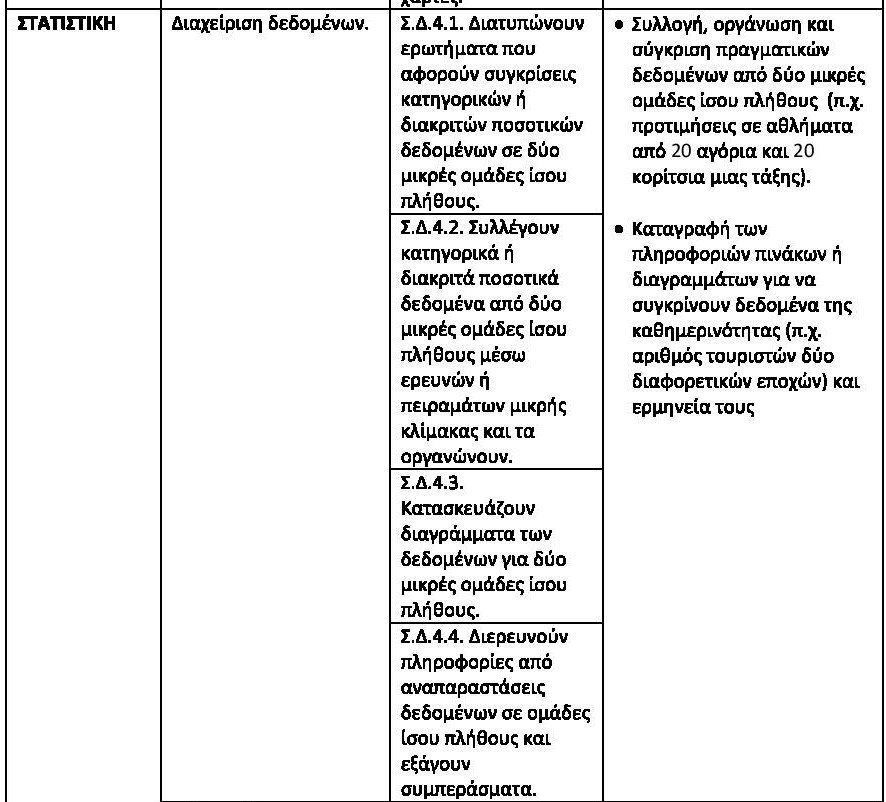 χάρτες.
ΣΤΑΤΙΣΤΙΚΗ
Διαχείριση δεδομένων.
Σ.Δ.4.1. Διατυπώνουν
ερωτήματα που
αφορούν συγκρίσεις
κατηγορικών ή
διακριτών ποσοτικών
δεδομένων σε δύο
μικρές ομάδες ίσου
πλήθους.
Σ.Δ.4.2. Συλλέγουν
κατηγορικά ή
διακριτά ποσοτικά
δεδομένα από δύο
μικρές ομάδες ίσου
πλήθους μέσω
ερευνών ή
πειραμάτων μικρής
κλίμακας και τα
οργανώνουν.
Σ.Δ.4.3.
Κατασκευάζουν
διαγράμματα των
δεδομένων για δύο
μικρές ομάδες ίσου
πλήθους.
Σ.Δ.4.4. Διερευνούν
πληροφορίες από
αναπαραστάσεις
δεδομένων σε ομάδες
ίσου πλήθους και
εξάγουν
συμπεράσματα.
• Συλλογή, οργάνωση και
σύγκριση πραγματικών
δεδομένων από δύο μικρές
ομάδες ίσου πλήθους (π.χ.
προτιμήσεις σε αθλήματα
από 20 αγόρια και 20
κορίτσια μιας τάξης).
• Καταγραφή των
πληροφοριών πινάκων ή
διαγραμμάτων για να
συγκρίνουν δεδομένα της
καθημερινότητας (π.χ.
αριθμός τουριστών δύο
διαφορετικών εποχών) και
ερμηνεία τους